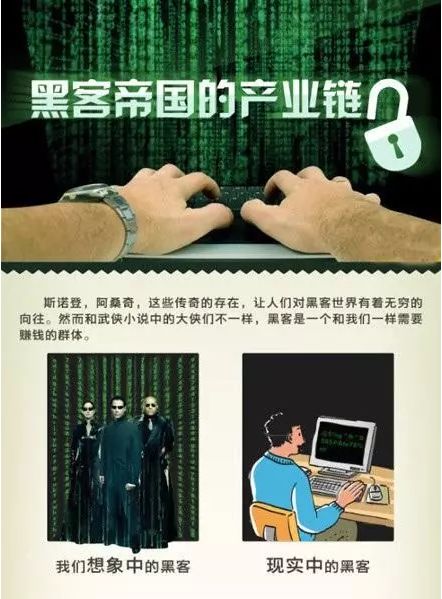 黑客帝国的产业链
斯诺登，阿桑奇，这些传奇的存在，让人们对黑客世界有着无穷的
向往。然而和武侠小说中的大侠们不一样，黑客是一个和我们一样需要
赚钱的群体。
我们想象中的黑客
现实中的黑客